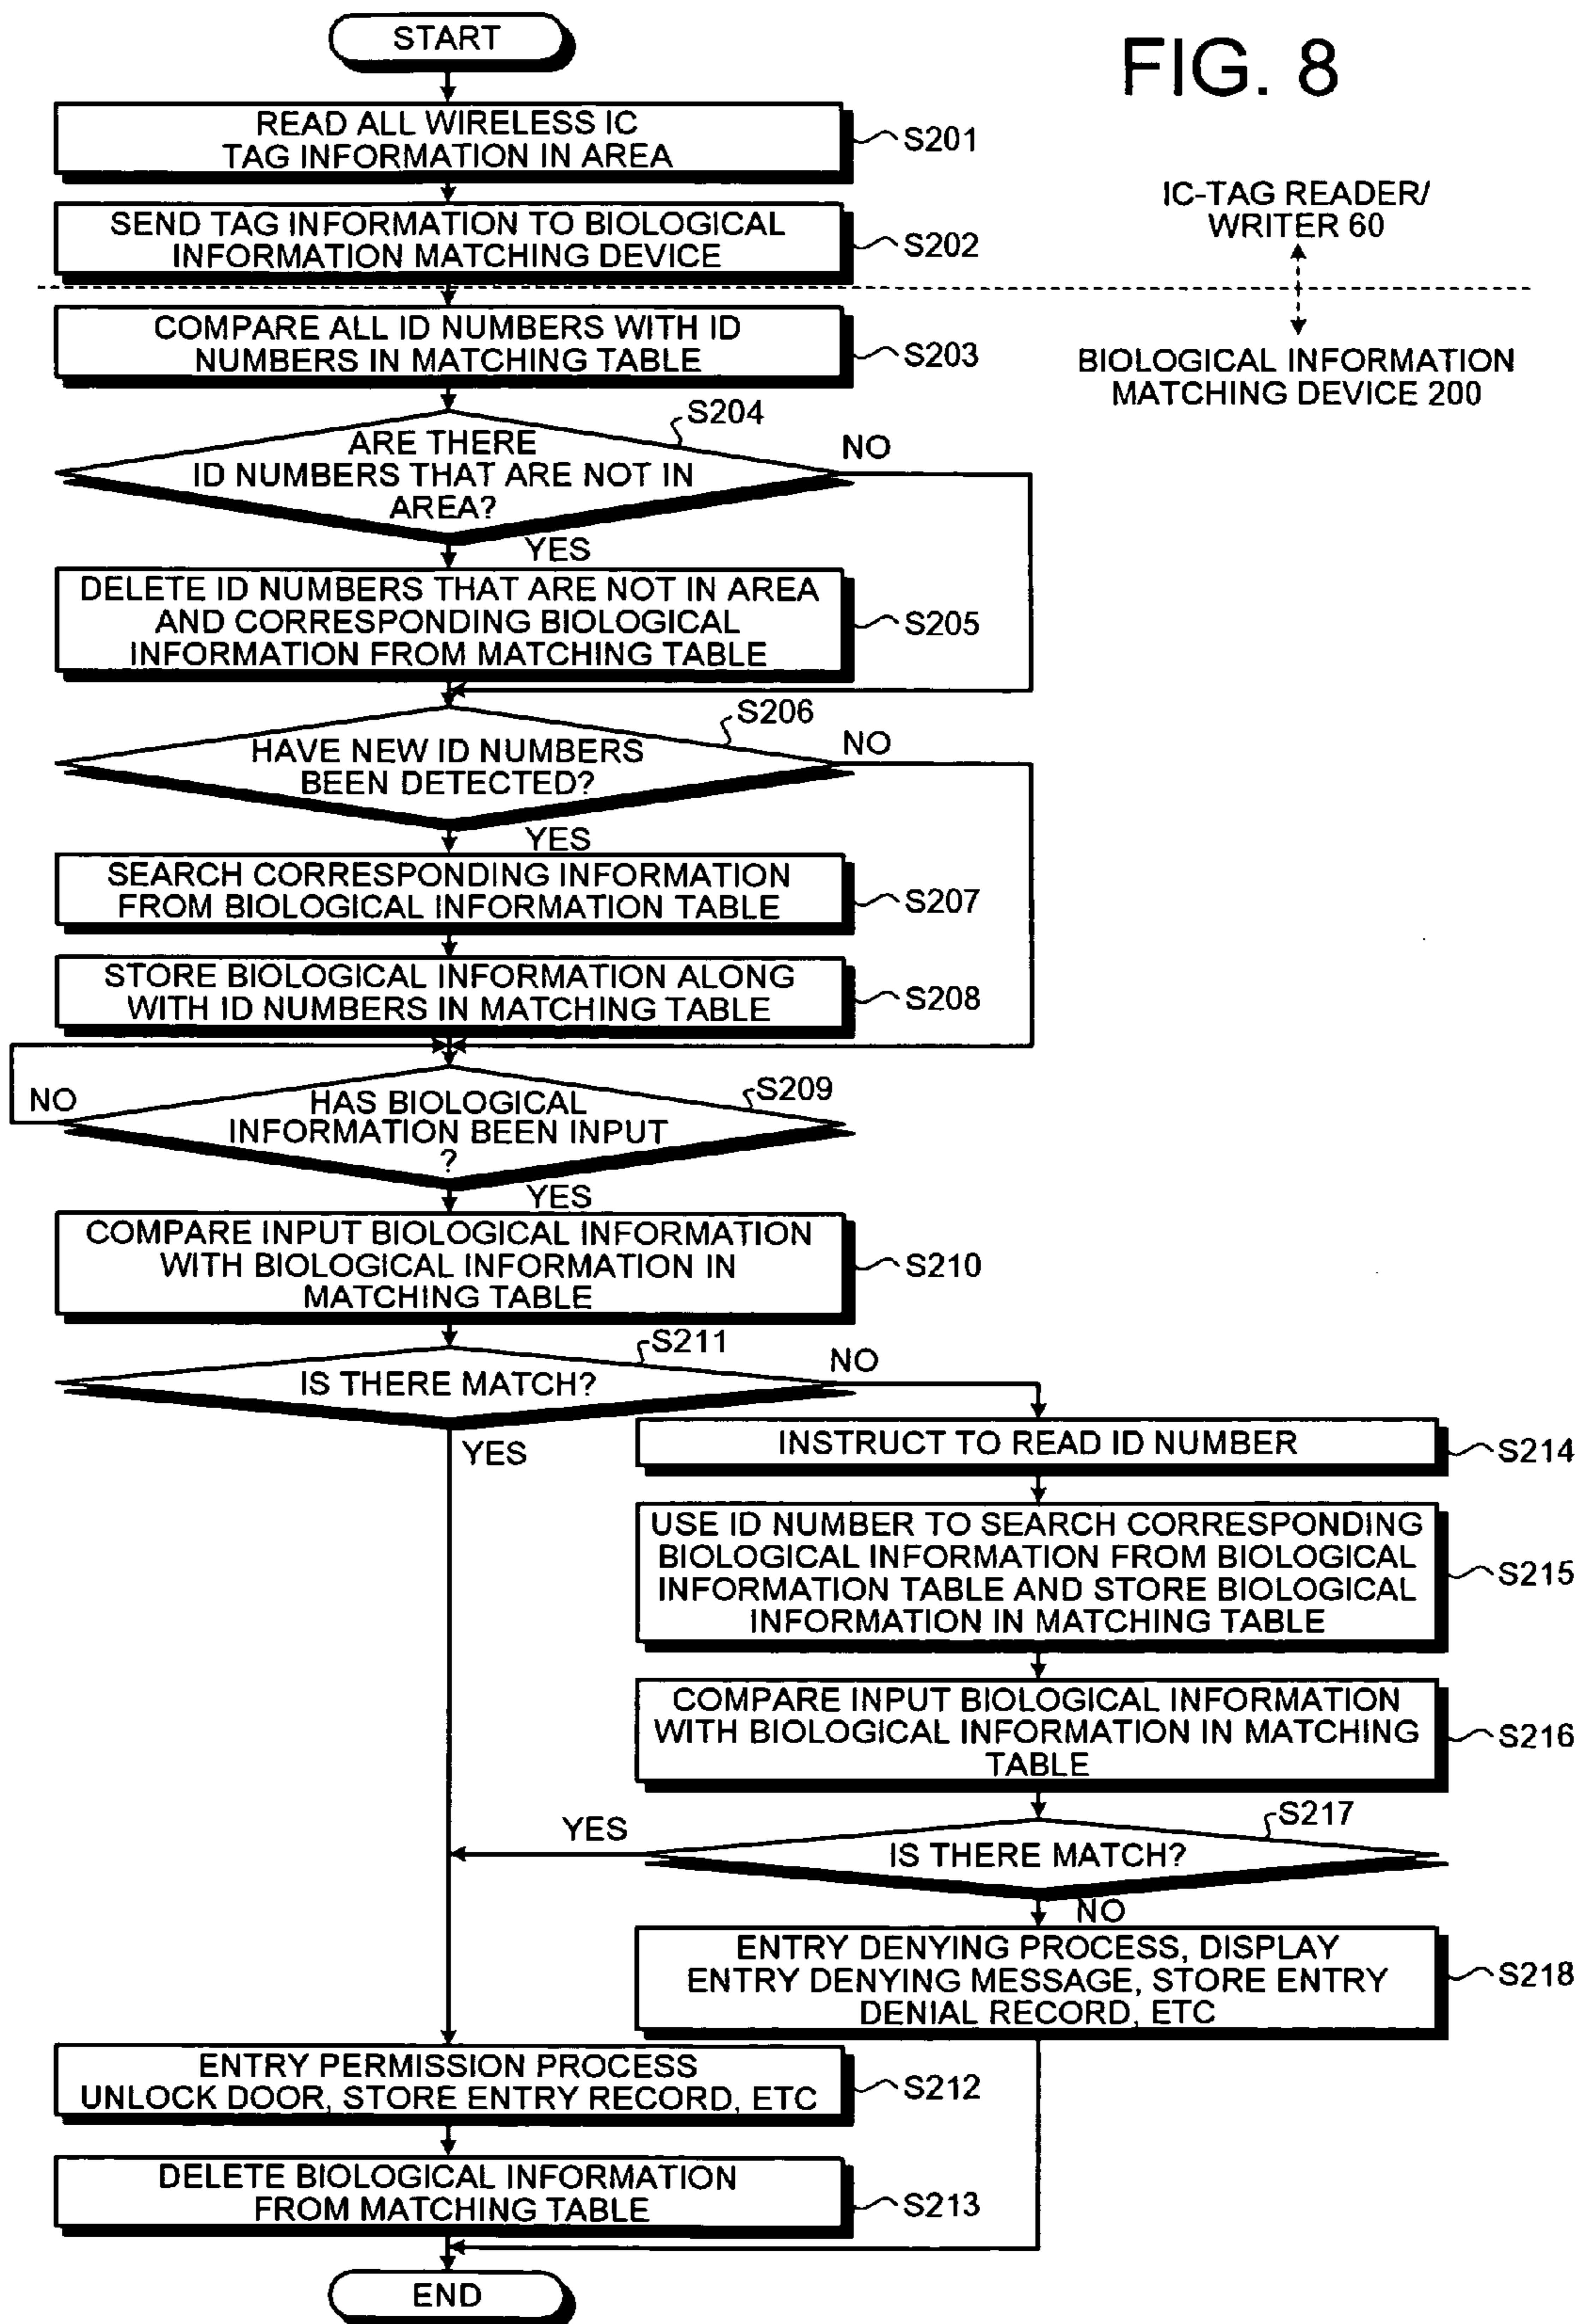 START
FIG. 8
READ ALL WIRELESS IC
TAG INFORMATION IN AREA
S201
SEND TAG INFORMATION TO BIOLOGICAL
INFORMATION MATCHING DEVICE
S202
IC-TAG READER/
WRITER 60
COMPARE ALL ID NUMBERS WITH ID
NUMBERS IN MATCHING TABLE
S203
BIOLOGICAL INFORMATION
MATCHING DEVICE 200
S204
ARE THERE
ID NUMBERS THAT ARE NOT IN
AREA?
NO
YES
DELETE ID NUMBERS THAT ARE NOT IN AREA
AND CORRESPONDING BIOLOGICAL
INFORMATION FROM MATCHING TABLE
S205
S206
HAVE NEW ID NUMBERS
BEEN DETECTED?
NO
YES
SEARCH CORRESPONDING INFORMATION
FROM BIOLOGICAL INFORMATION TABLE
S207
STORE BIOLOGICAL INFORMATION ALONG
WITH ID NUMBERS IN MATCHING TABLE
S208
NO
S209
HAS BIOLOGICAL
INFORMATION BEEN INPUT
?
YES
COMPARE INPUT BIOLOGICAL INFORMATION
WITH BIOLOGICAL INFORMATION IN
MATCHING TABLE
S210
S211
IS THERE MATCH?
NO
YES
INSTRUCT TO READ ID NUMBER
S214
USE ID NUMBER TO SEARCH CORRESPONDING
BIOLOGICAL INFORMATION FROM BIOLOGICAL
INFORMATION TABLE AND STORE BIOLOGICAL
INFORMATION IN MATCHING TABLE
S215
COMPARE INPUT BIOLOGICAL INFORMATION
WITH BIOLOGICAL INFORMATION IN MATCHING
TABLE
S216
S217
YES
IS THERE MATCH?
NO
ENTRY DENYING PROCESS, DISPLAY
ENTRY DENYING MESSAGE, STORE ENTRY
DENIAL RECORD, ETC
S218
ENTRY PERMISSION PROCESS
UNLOCK DOOR, STORE ENTRY RECORD, ETC
S212
DELETE BIOLOGICAL INFORMATION
FROM MATCHING TABLE
S213
END